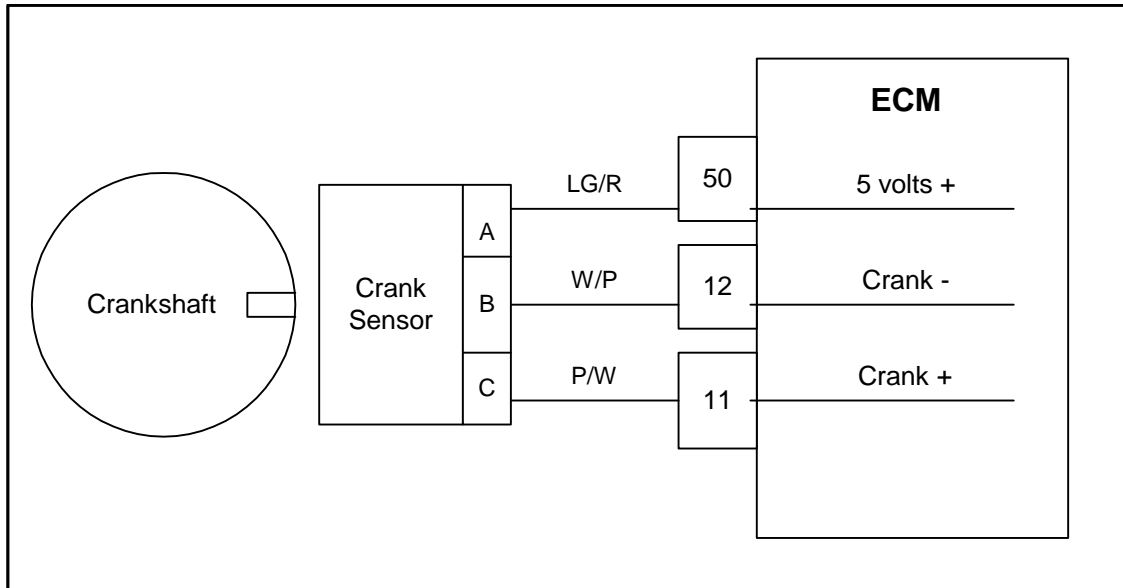 ECM
LG/R
50
5 volts +
A
Crankshaft
Crank
Sensor
B
W/P
12
Crank -
C
P/W
11
Crank +